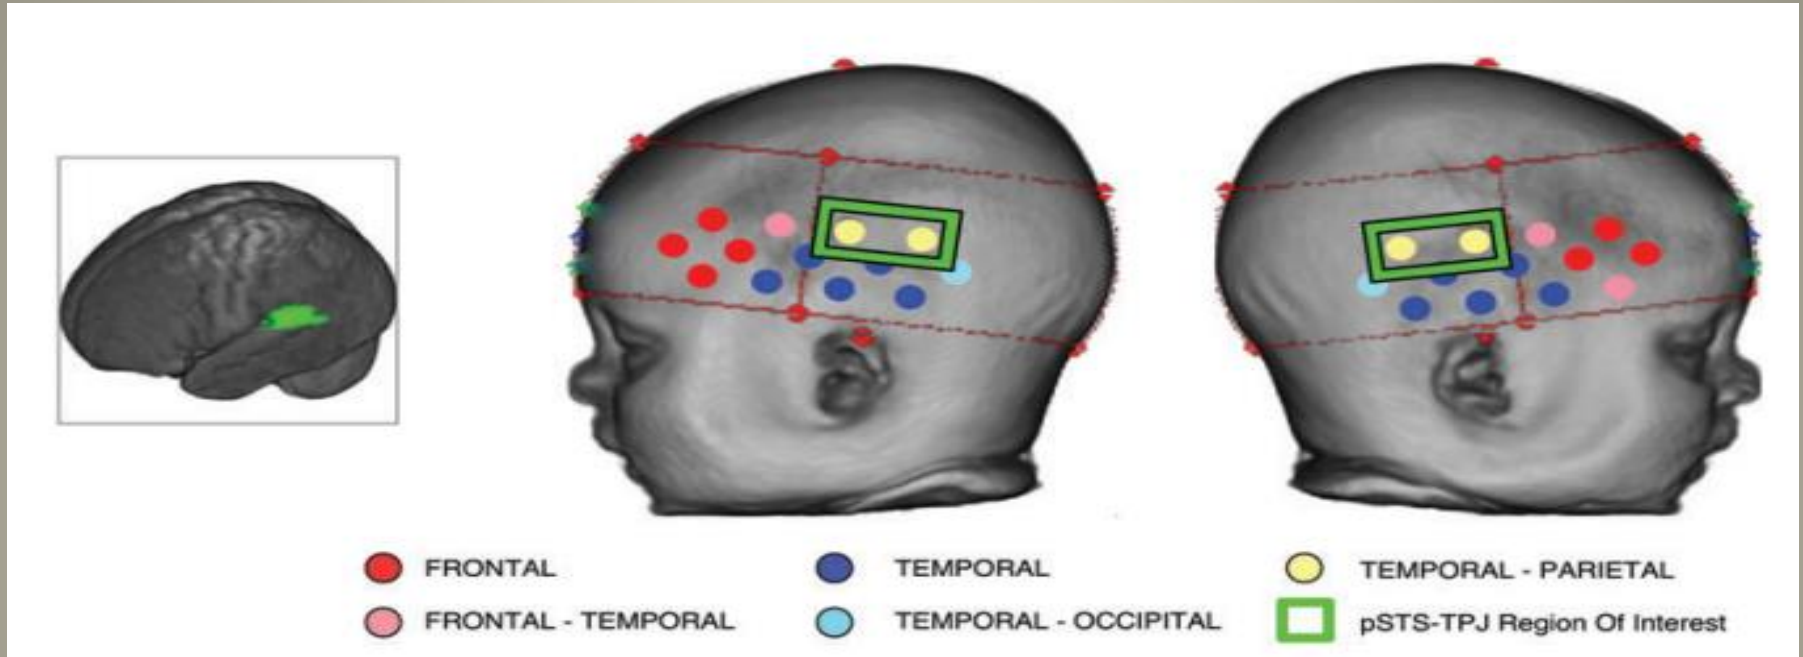 FRONTAL
TEMPORAL
TEMPORAL - PARIETAL
FRONTAL - TEMPORAL
TEMPORAL - OCCIPITAL
pSTS-TPJ Region Of Interest